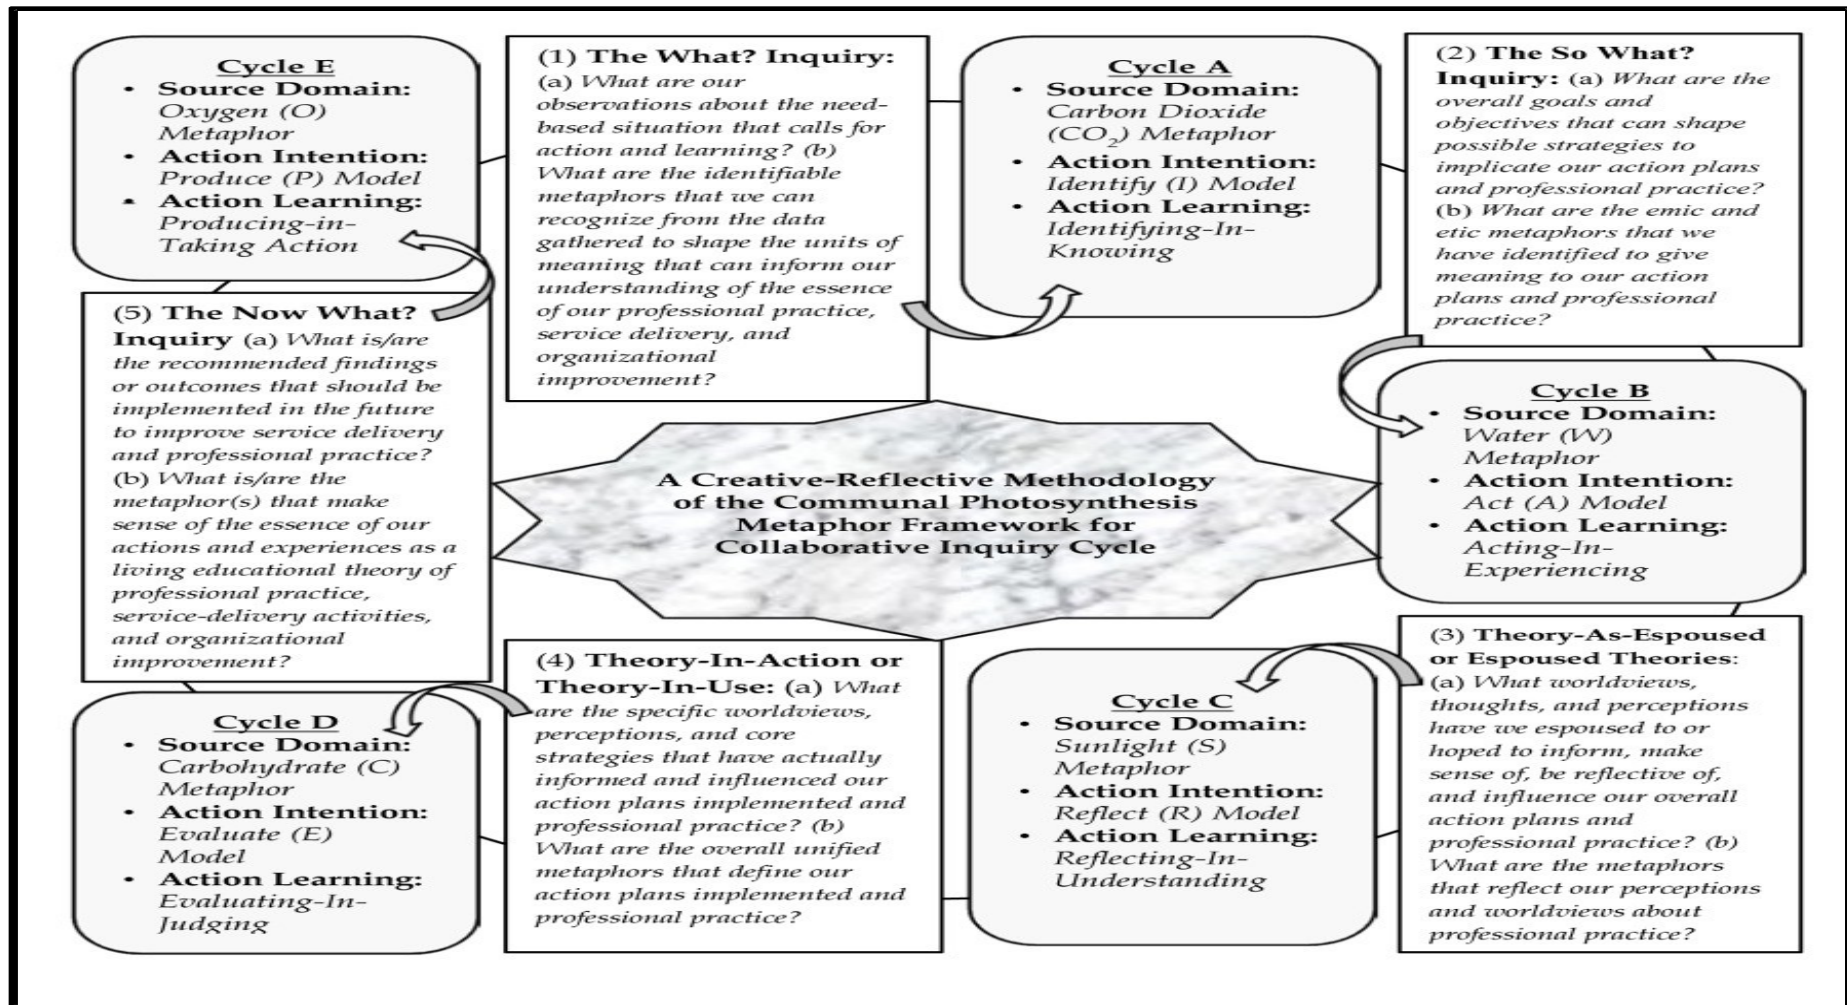 Cycle E
• Source Domain:
Oxygen (O)
Metaphor
• Action Intention:
Produce (P) Model
• Action Learning:
Producing-in-
Taking Action
(1) The What? Inquiry:
(a) What are our
observations about the need-
based situation that calls for
action and learning? (b)
What are the identifiable
metaphors that we can
recognize from the data
gathered to shape the units of
meaning that can inform our
understanding of the essence
of our professional practice,
service delivery, and
organizational
improvement?
Cycle A
• Source Domain:
Carbon Dioxide
(CO₂) Metaphor
• Action Intention:
Identify (I) Model
• Action Learning:
Identifying-In-
Knowing
(2) The So What?
Inquiry: (a) What are the
overall goals and
objectives that can shape
possible strategies to
implicate our action plans
and professional practice?
(b) What are the emic and
etic metaphors that we
have identified to give
meaning to our action
plans and professional
practice?
Cycle B
• Source Domain:
Water (W)
Metaphor
• Action Intention:
Act (A) Model
• Action Learning:
Acting-In-
Experiencing
A Creative-Reflective Methodology
of the Communal Photosynthesis
Metaphor Framework for
Collaborative Inquiry Cycle
(3) Theory-As-Espoused
or Espoused Theories:
(a) What worldviews,
thoughts, and perceptions
have we espoused to or
hoped to inform, make
sense of, be reflective of,
and influence our overall
action plans and
professional practice? (b)
What are the metaphors
that reflect our perceptions
and worldviews about
professional practice?
Cycle C
• Source Domain:
Sunlight (S)
Metaphor
• Action Intention:
Reflect (R) Model
• Action Learning:
Reflecting-In-
Understanding
(4) Theory-In-Action or
Theory-In-Use: (a) What
are the specific worldviews,
perceptions, and core
strategies that have actually
informed and influenced our
action plans implemented and
professional practice? (b)
What are the overall unified
metaphors that define our
action plans implemented and
professional practice?
Cycle D
• Source Domain:
Carbohydrate (C)
Metaphor
• Action Intention:
Evaluate (E)
Model
• Action Learning:
Evaluating-In-
Judging
(5) The Now What?
Inquiry (a) What is/are
the recommended findings
or outcomes that should be
implemented in the future
to improve service delivery
and professional practice?
(b) What is/are the
metaphor(s) that make
sense of the essence of our
actions and experiences as a
living educational theory of
professional practice,
service-delivery activities,
and organizational
improvement?